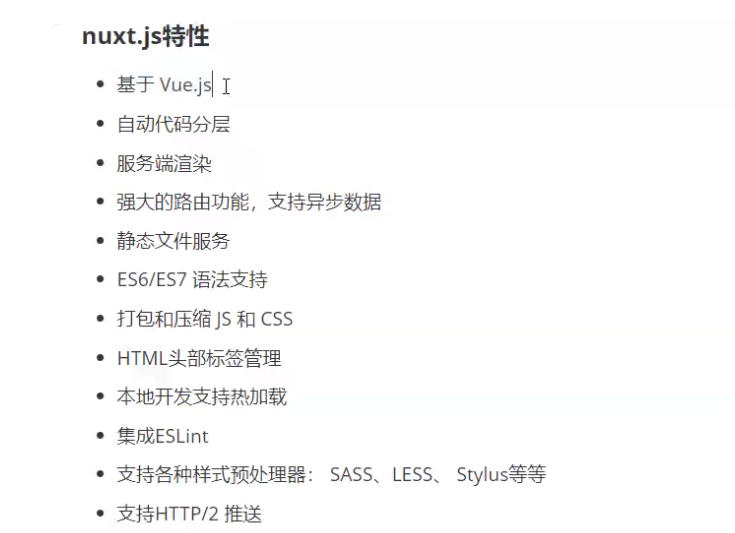 nuxt.js特性
基于 Vue.js
自动代码分层
服务端渲染
强大的路由功能，支持异步数据
静态文件服务
ES6/ES7 语法支持
打包和压缩 JS 和 CSS
HTML头部标签管理
本地开发支持热加载
集成ESLint
支持各种样式预处理器： SASS、LESS、 Stylus等等
支持HTTP/2 推送